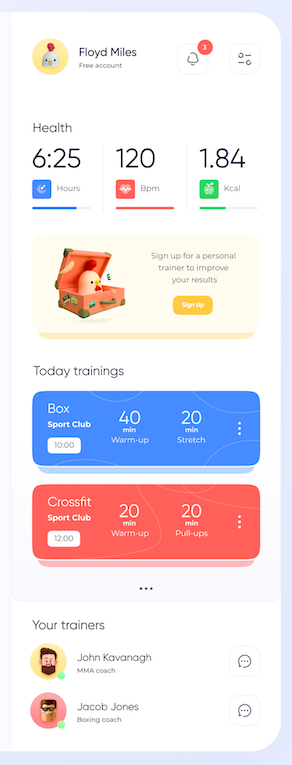 Floyd Miles
Free account
3
Health
6:25
Hours
120
Bpm
1.84
Kcal
Sign up for a personal
trainer to improve
your results
Sign Up
Today trainings
Box
Sport Club
10:00
40
min
Warm-up
20
min
Stretch
Crossfit
Sport Club
12:00
20
min
Warm-up
20
min
Pull-ups
Your trainers
John Kavanagh
MMA coach
Jacob Jones
Boxing coach